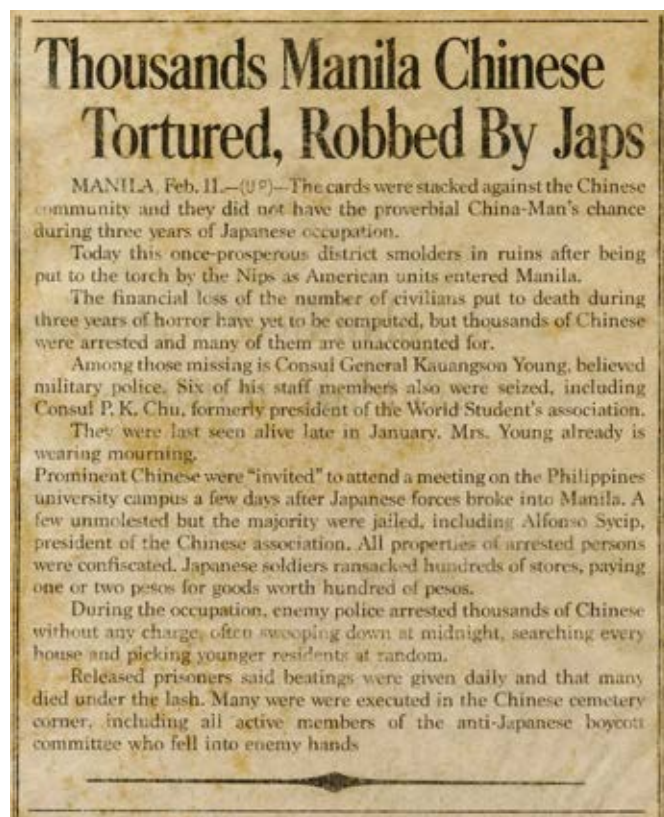 Thousands Manila Chinese
Tortured, Robbed By Japs
MANILA, Feb. 11.—(UP)—The cards were stacked against the Chinese
community and they did not have the proverbial China-Man's chance
during three years of Japanese occupation.
Today this once-prosperous district smolders in ruins after being
put to the torch by the Nips as American units entered Manila.
The financial loss of the number of civilians put to death during
three years of horror have yet to be computed, but thousands of Chinese
were arrested and many of them are unaccounted for.
Among those missing is Consul General Kauangson Young, believed
military police. Six of his staff members also were seized, including
Consul P. K. Chu, formerly president of the World Student's association.
They were last seen alive late in January. Mrs. Young already is
wearing mourning.
Prominent Chinese were "invited" to attend a meeting on the Philippines
university campus a few days after Japanese forces broke into Manila. A
few unmolested but the majority were jailed, including Alfonso Sycip,
president of the Chinese association. All properties of arrested persons
were confiscated. Japanese soldiers ransacked hundreds of stores, paying
one or two pesos for goods worth hundred of pesos.
During the occupation, enemy police arrested thousands of Chinese
without any charge, often swooping down at midnight, searching every
house and picking younger residents at random.
Released prisoners said beatings were given daily and that many
died under the lash. Many were were executed in the Chinese cemetery
corner, including all active members of the anti-Japanese boycott
committee who fell into enemy hands